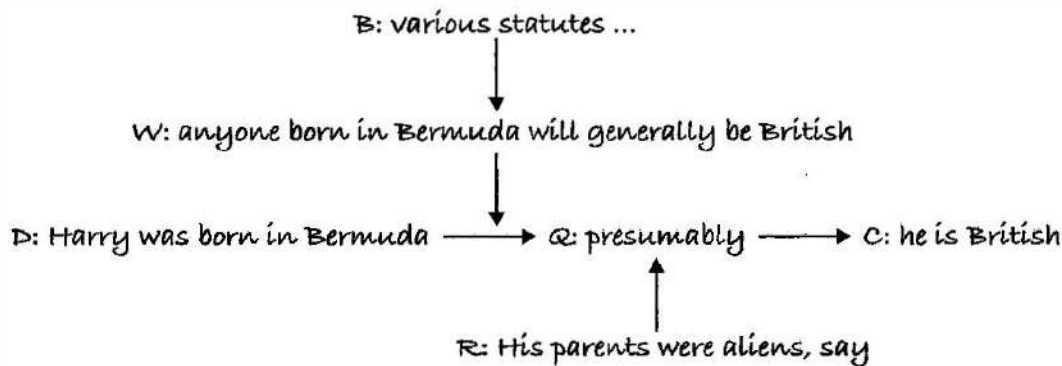 B: various statutes ...
W: anyone born in Bermuda will generally be British
D: Harry was born in Bermuda Q: presumably C: he is British
R: His parents were aliens, say